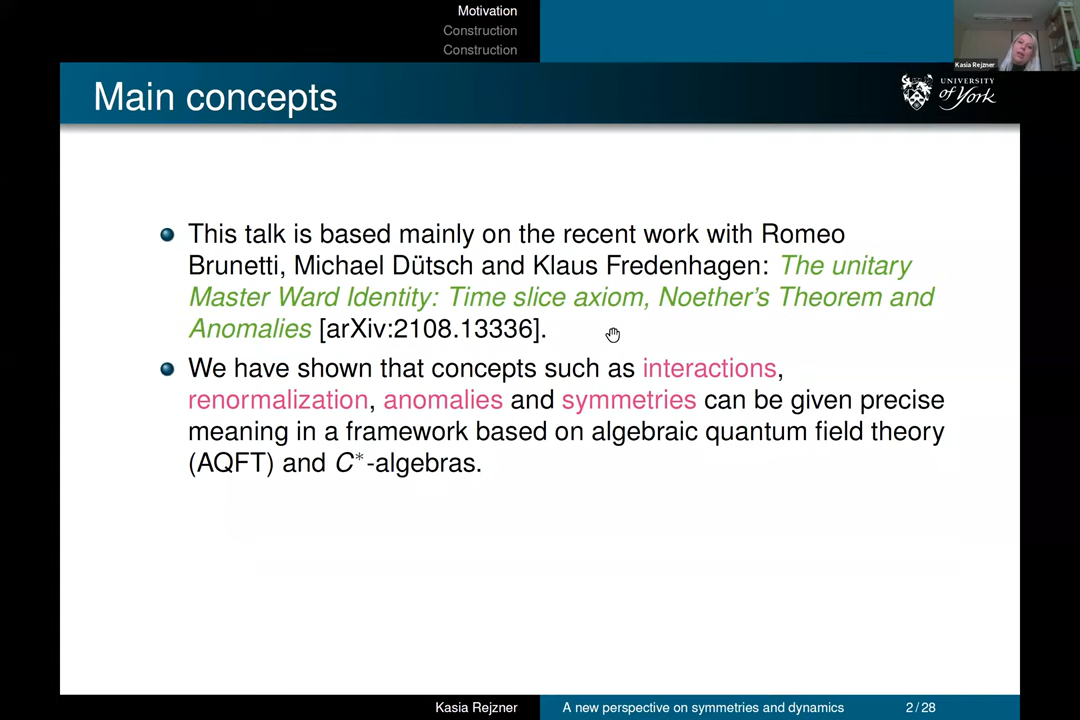 Motivation
Construction
Construction
Kasia Rejzner
Main concepts
UNIVERSITY
of York
This talk is based mainly on the recent work with Romeo
Brunetti, Michael Dütsch and Klaus Fredenhagen: The unitary
Master Ward Identity: Time slice axiom, Noether's Theorem and
Anomalies [arXiv:2108.13336].
We have shown that concepts such as interactions,
renormalization, anomalies and symmetries can be given precise
meaning in a framework based on algebraic quantum field theory
(AQFT) and C*-algebras.
Kasia Rejzner
A new perspective on symmetries and dynamics
2 / 28